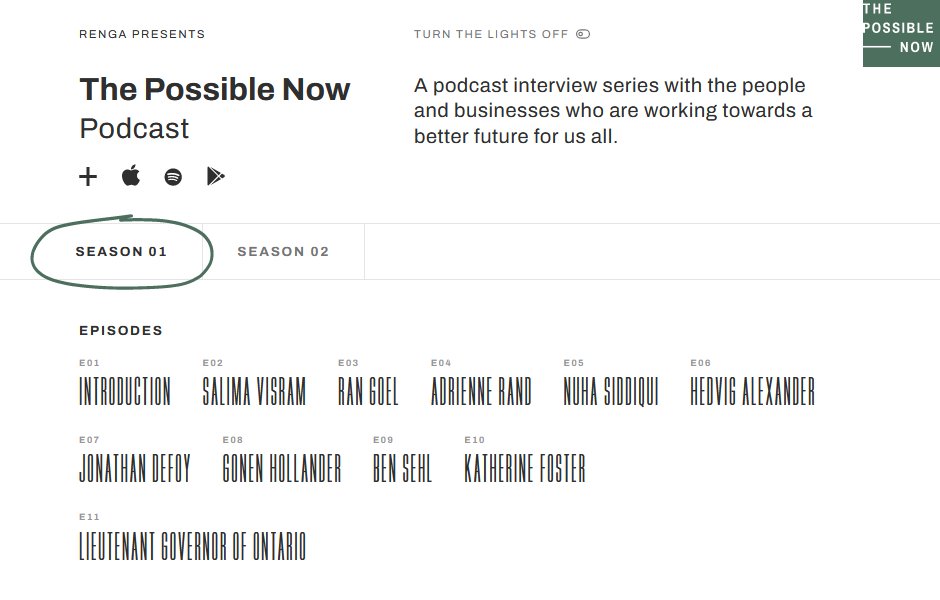 RENGA PRESENTS
TURN THE LIGHTS OFF
THE
POSSIBLE
NOW
The Possible Now
Podcast
A podcast interview series with the people
and businesses who are working towards a
better future for us all.
SEASON 01
SEASON 02
EPISODES
E01
INTRODUCTION
E02
SALIMA VISRAM
E03
RAN GOEL
E04
ADRIENNE RAND
E05
NUHA SIDDIQUI
E06
HEDVIG ALEXANDER
E07
JONATHAN DEFOY
E08
GONEN HOLLANDER
E09
BEN SEHL
E10
KATHERINE FOSTER
E11
LIEUTENANT GOVERNOR OF ONTARIO